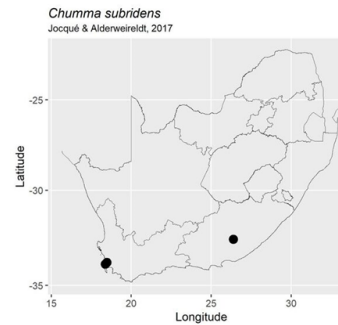 Chumma subridens
Jocqué & Alderweireldt, 2017
-25
-30
-35
Latitude
15 20 25 30
Longitude